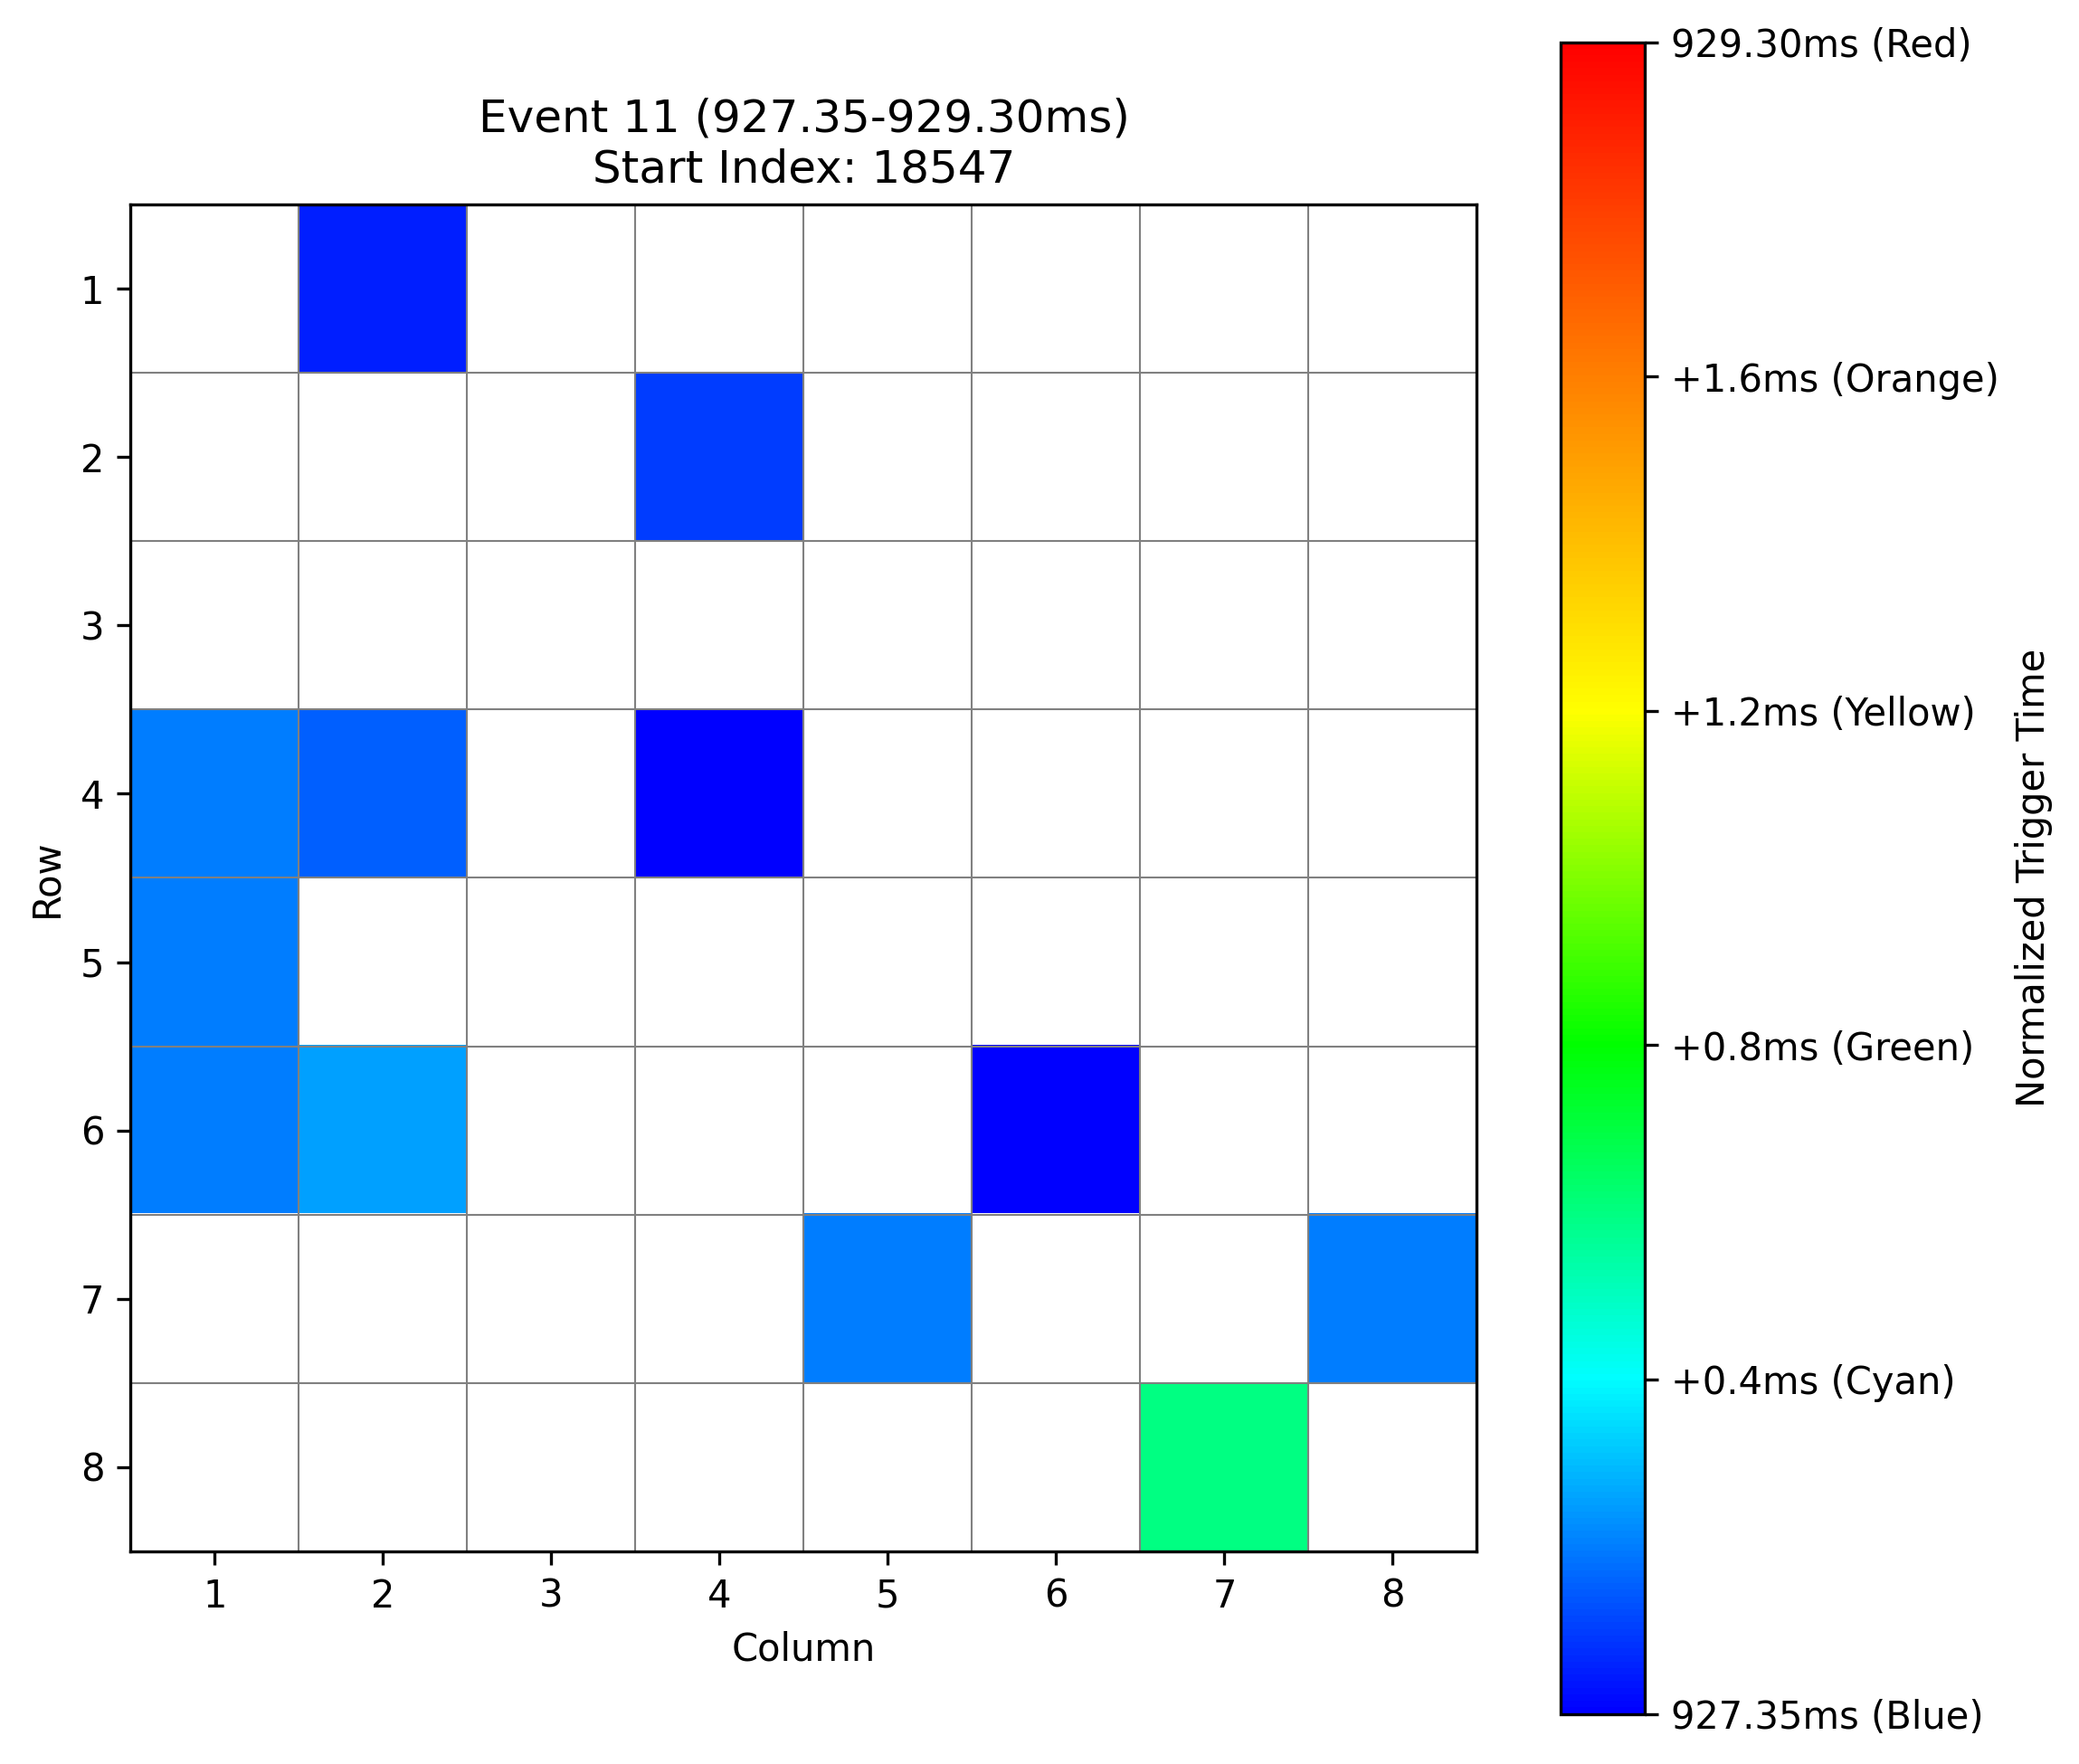 Event 11 (927.35-929.30ms)
Start Index: 18547
Row
1
2
3
4
5
6
7
8
1 2 3 4 5 6 7 8
Column
929.30ms (Red)
+1.6ms (Orange)
+1.2ms (Yellow)
+0.8ms (Green)
+0.4ms (Cyan)
927.35ms (Blue)
Normalized Trigger Time